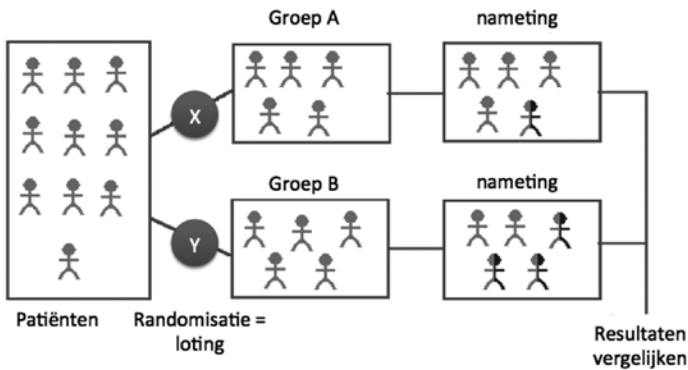 Groep A
nameting
X
Groep B
nameting
Y
Patiënten
Randomisatie =
loting
Resultaten
vergelijken